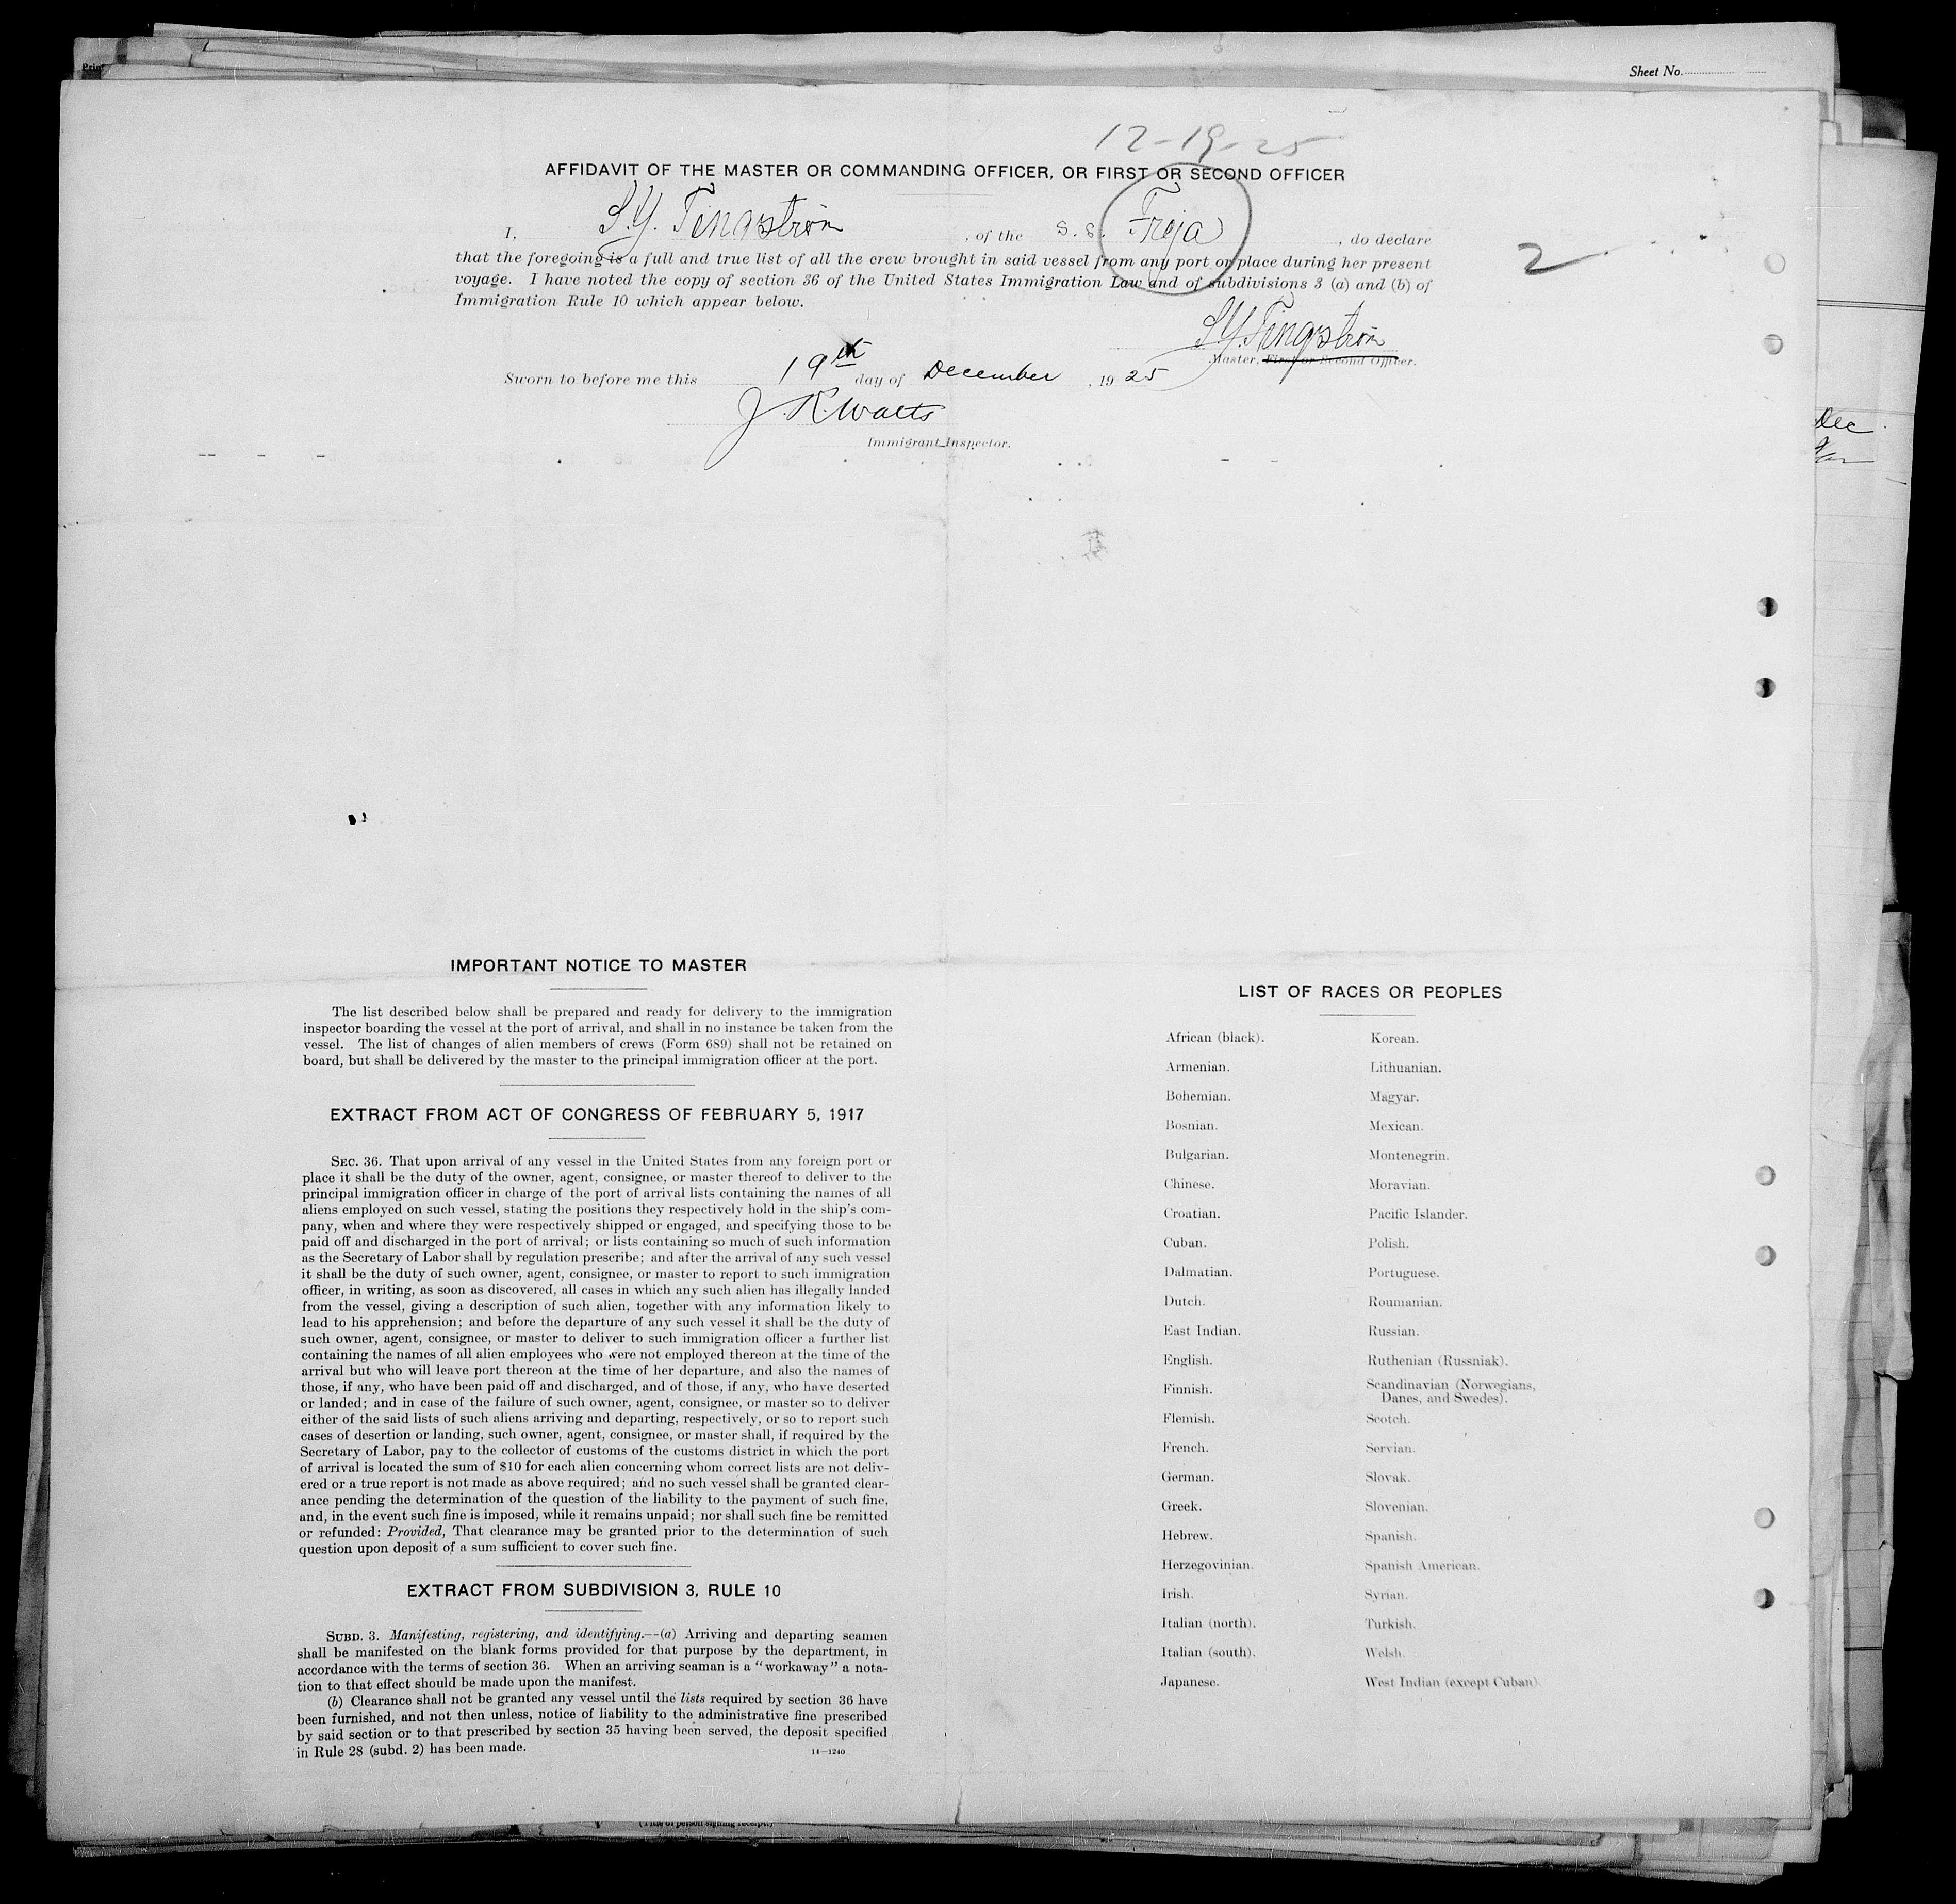 Sheet No.
12-19-25
AFFIDAVIT OF THE MASTER OR COMMANDING OFFICER, OR FIRST OR SECOND OFFICER
I, S.Y. Tengström, of the S.S. Freja, do declare
that the foregoing is a full and true list of all the crew brought in said vessel from any port or place during her present
voyage. I have noted the copy of section 36 of the United States Immigration Law and of subdivisions 3 (a) and (b) of
Immigration Rule 10 which appear below.
2
S.Y. Tengström
Master, First or Second Officer.
Sworn to before me this 19th day of December, 1925
J. R. Watts
Immigrant Inspector.
Dec
IMPORTANT NOTICE TO MASTER
The list described below shall be prepared and ready for delivery to the immigration
inspector boarding the vessel at the port of arrival, and shall in no instance be taken from the
vessel. The list of changes of alien members of crews (Form 689) shall not be retained on
board, but shall be delivered by the master to the principal immigration officer at the port.
EXTRACT FROM ACT OF CONGRESS OF FEBRUARY 5, 1917
SEC. 36. That upon arrival of any vessel in the United States from any foreign port or
place it shall be the duty of the owner, agent, consignee, or master thereof to deliver to the
principal immigration officer in charge of the port of arrival lists containing the names of all
aliens employed on such vessel, stating the positions they respectively hold in the ship's com-
pany, when and where they were respectively shipped or engaged, and specifying those to be
paid off and discharged in the port of arrival; or lists containing so much of such information
as the Secretary of Labor shall by regulation prescribe; and after the arrival of any such vessel
it shall be the duty of such owner, agent, consignee, or master to report to such immigration
officer, in writing, as soon as discovered, all cases in which any such alien has illegally landed
from the vessel, giving a description of such alien, together with any information likely to
lead to his apprehension; and before the departure of any such vessel it shall be the duty of
such owner, agent, consignee, or master to deliver to such immigration officer a further list
containing the names of all alien employees who were not employed thereon at the time of the
arrival but who will leave port thereon at the time of her departure, and also the names of
those, if any, who have been paid off and discharged, and of those, if any, who have deserted
or landed; and in case of the failure of such owner, agent, consignee, or master so to deliver
either of the said lists of such aliens arriving and departing, respectively, or so to report such
cases of desertion or landing, such owner, agent, consignee, or master shall, if required by the
Secretary of Labor, pay to the collector of customs of the customs district in which the port
of arrival is located the sum of $10 for each alien concerning whom correct lists are not deliv-
ered or a true report is not made as above required; and no such vessel shall be granted clear-
ance pending the determination of the question of the liability to the payment of such fine,
and, in the event such fine is imposed, while it remains unpaid; nor shall such fine be remitted
or refunded: Provided, That clearance may be granted prior to the determination of such
question upon deposit of a sum sufficient to cover such fine.
EXTRACT FROM SUBDIVISION 3, RULE 10
SUBD. 3. Manifesting, registering, and identifying.—(a) Arriving and departing seamen
shall be manifested on the blank forms provided for that purpose by the department, in
accordance with the terms of section 36. When an arriving seaman is a "workaway" a nota-
tion to that effect should be made upon the manifest.
(b) Clearance shall not be granted any vessel until the lists required by section 36 have
been furnished, and not then unless, notice of liability to the administrative fine prescribed
by said section or to that prescribed by section 35 having been served, the deposit specified
in Rule 28 (subd. 2) has been made.
14—1240
LIST OF RACES OR PEOPLES
African (black).
Armenian.
Bohemian.
Bosnian.
Bulgarian.
Chinese.
Croatian.
Cuban.
Dalmatian.
Dutch.
East Indian.
English.
Finnish.
Flemish.
French.
German.
Greek.
Hebrew.
Herzegovinian.
Irish.
Italian (north).
Italian (south).
Japanese.
Korean.
Lithuanian.
Magyar.
Mexican.
Montenegrin.
Moravian.
Pacific Islander.
Polish.
Portuguese.
Roumanian.
Russian.
Ruthenian (Russniak).
Scandinavian (Norwegians,
Danes, and Swedes).
Scotch.
Servian.
Slovak.
Slovenian.
Spanish.
Spanish American.
Syrian.
Turkish.
Welsh.
West Indian (except Cuban).
(Title of person signing receipt.)